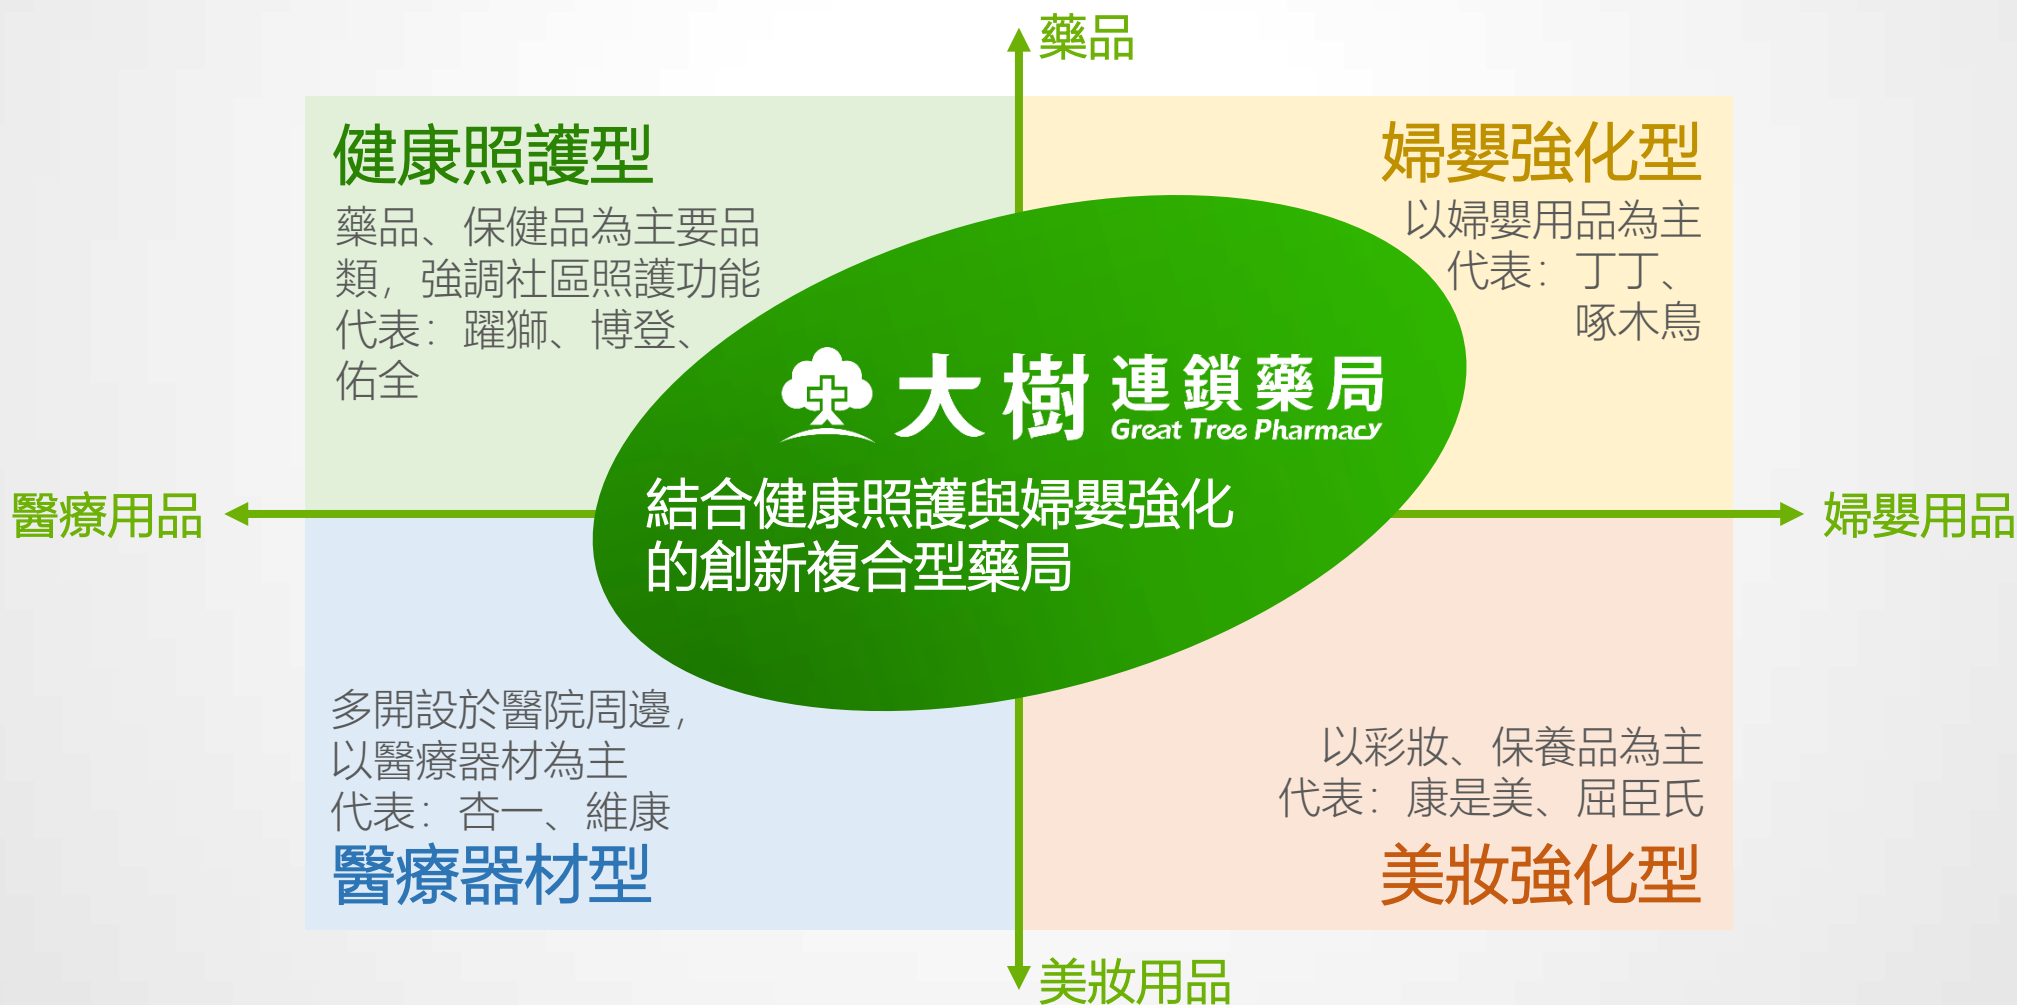 藥品
健康照護型
藥品、保健品為主要品
類，強調社區照護功能
代表：躍獅、博登、
佑全
婦嬰強化型
以婦嬰用品為主
代表：丁丁、
啄木鳥
大樹 連鎖藥局
Great Tree Pharmacy
結合健康照護與婦嬰強化
的創新複合型藥局
醫療用品
婦嬰用品
多開設於醫院周邊，
以醫療器材為主
代表：杏一、維康
醫療器材型
以彩妝、保養品為主
代表：康是美、屈臣氏
美妝強化型
美妝用品